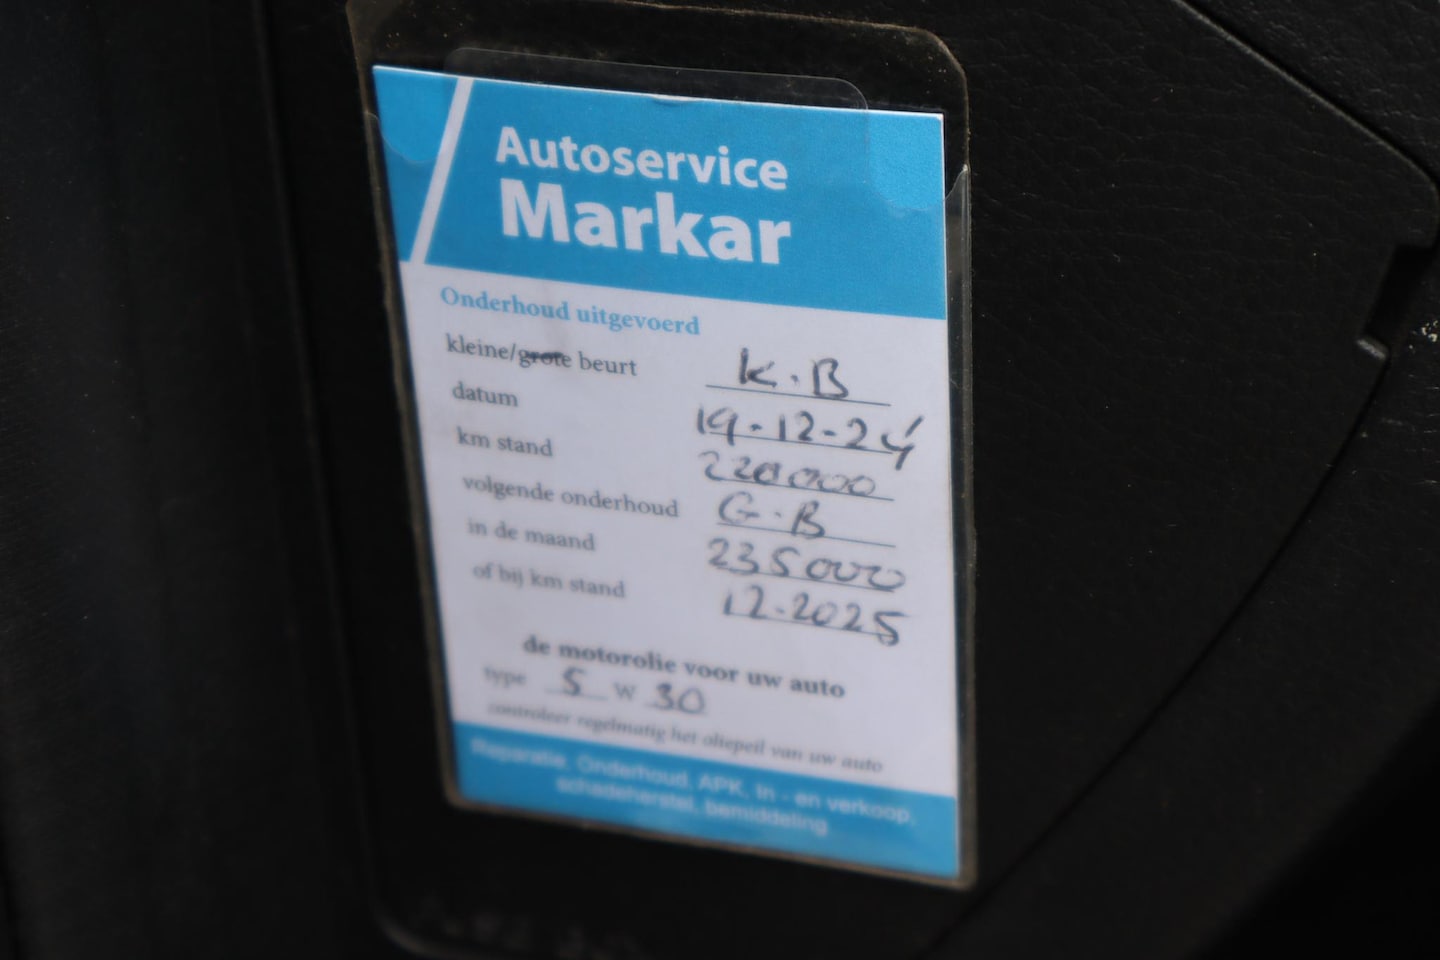 Autoservice
Markar
Onderhoud uitgevoerd
kleine/grote beurt K.B
datum 19-12-24
km stand 220000
volgende onderhoud G.B
in de maand 235000
of bij km stand 12-2025
de motorolie voor uw auto
type 5 W 30
controleer regelmatig het oliepeil van uw auto
Reparatie, Onderhoud, APK, In - en verkoop,
schadeherstel, bemiddeling